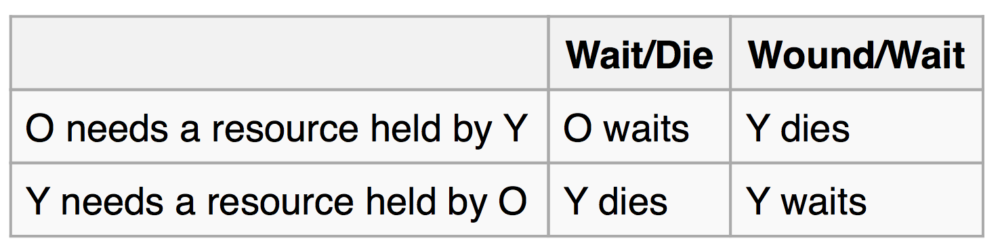 Wait/Die Wound/Wait
O needs a resource held by Y O waits Y dies
Y needs a resource held by O Y dies Y waits